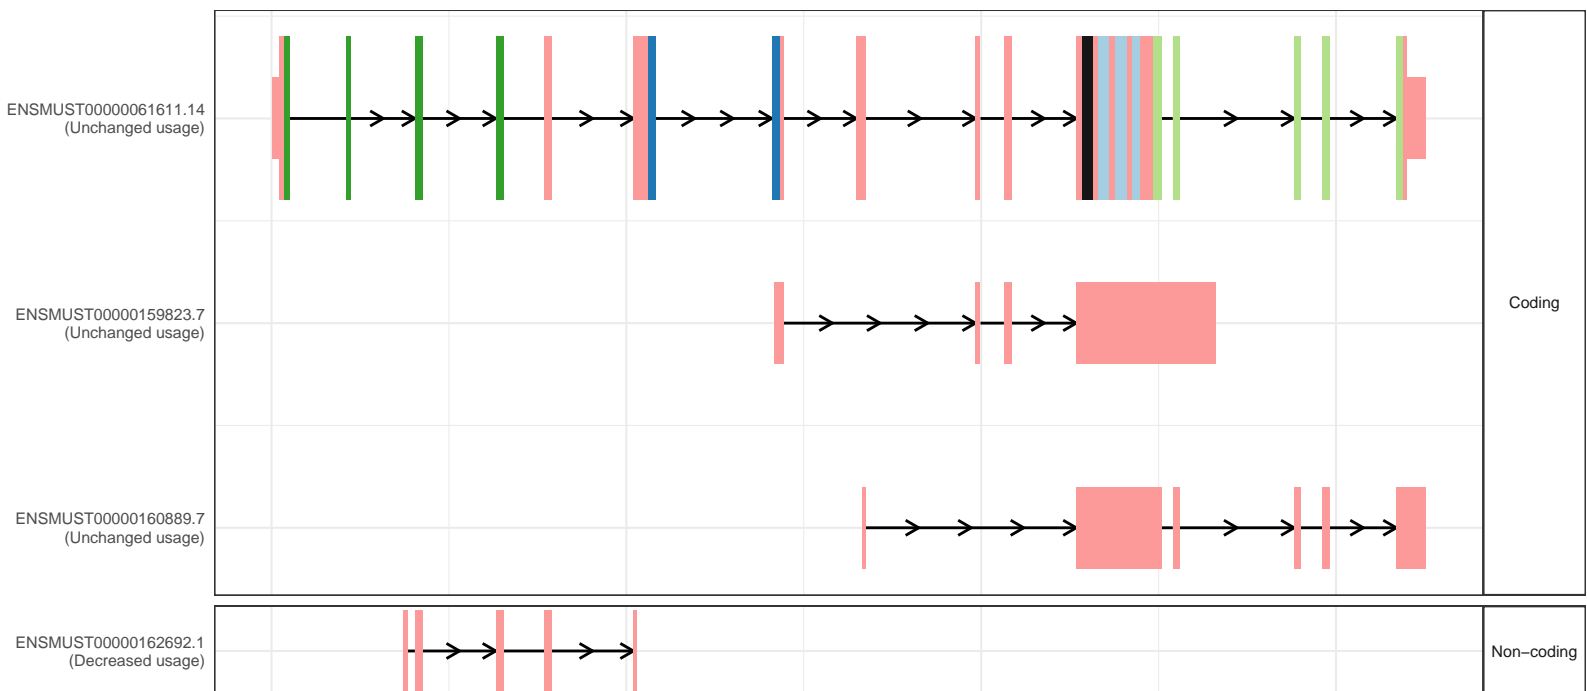 ENSMUST00000061611.14
(Unchanged usage)
ENSMUST00000159823.7
(Unchanged usage)
Coding
ENSMUST00000160889.7
(Unchanged usage)
ENSMUST00000162692.1
(Decreased usage)
Non−coding